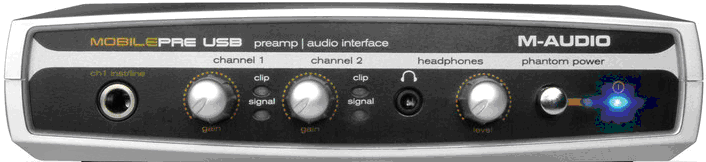 MOBILEPRE USB preamp | audio interface M-AUDIO
channel 1 channel 2 headphones phantom power
ch1 inst/line clip clip
signal signal
gain gain level